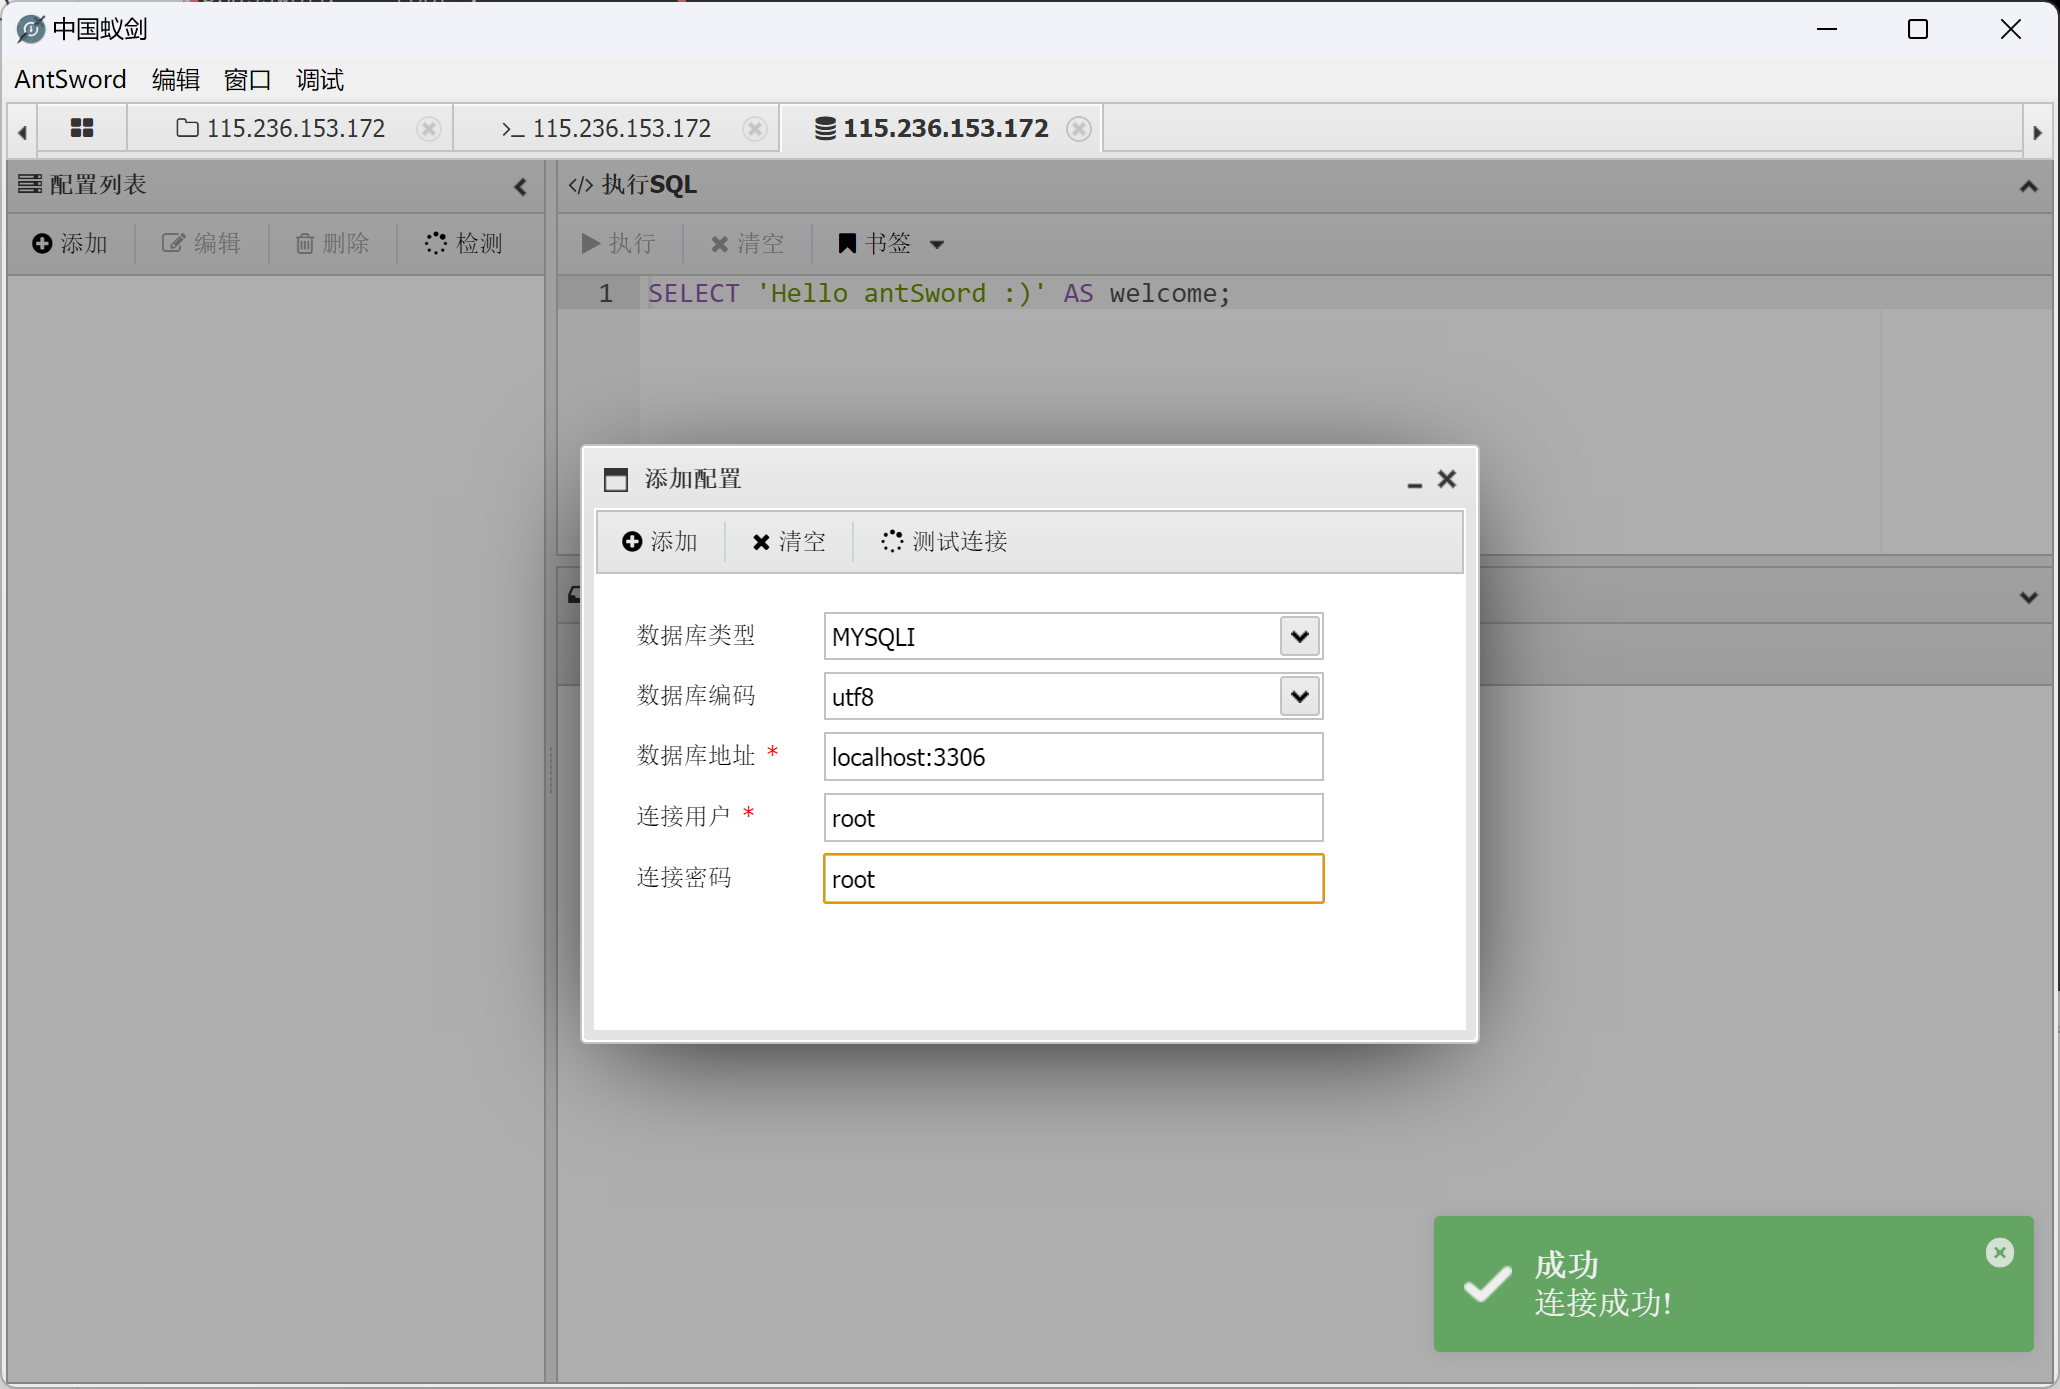 中国蚁剑
AntSword 编辑 窗口 调试
115.236.153.172 >_ 115.236.153.172 115.236.153.172
配置列表
添加 编辑 删除 检测
</> 执行SQL
执行 清空 书签
1 SELECT 'Hello antSword :)' AS welcome;
添加配置
添加 清空 测试连接
数据库类型 MYSQLI
数据库编码 utf8
数据库地址 * localhost:3306
连接用户 * root
连接密码 root
成功
连接成功!